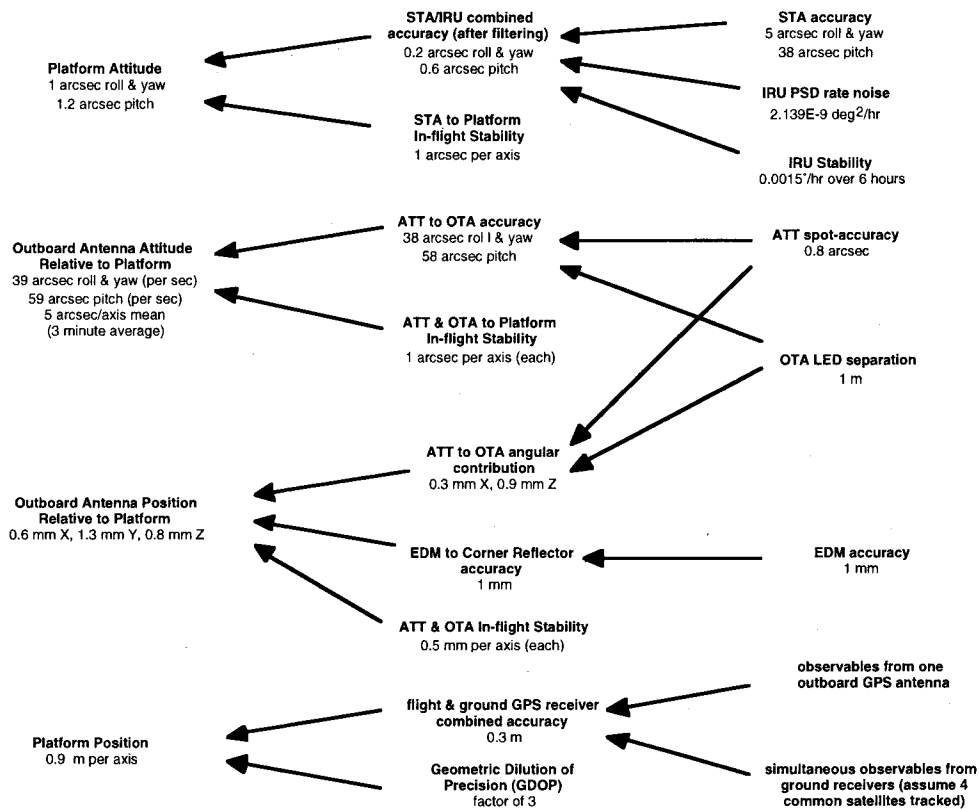 STA/IRU combined
accuracy (after filtering)
0.2 arcsec roll & yaw
0.6 arcsec pitch
STA accuracy
5 arcsec roll & yaw
38 arcsec pitch
Platform Attitude
1 arcsec roll & yaw
1.2 arcsec pitch
IRU PSD rate noise
2.139E-9 deg²/hr
STA to Platform
In-flight Stability
1 arcsec per axis
IRU Stability
0.0015°/hr over 6 hours
ATT to OTA accuracy
38 arcsec rol l & yaw
58 arcsec pitch
ATT spot-accuracy
0.8 arcsec
Outboard Antenna Attitude
Relative to Platform
39 arcsec roll & yaw (per sec)
59 arcsec pitch (per sec)
5 arcsec/axis mean
(3 minute average)
ATT & OTA to Platform
In-flight Stability
1 arcsec per axis (each)
OTA LED separation
1 m
ATT to OTA angular
contribution
0.3 mm X, 0.9 mm Z
Outboard Antenna Position
Relative to Platform
0.6 mm X, 1.3 mm Y, 0.8 mm Z
EDM to Corner Reflector
accuracy
1 mm
EDM accuracy
1 mm
ATT & OTA In-flight Stability
0.5 mm per axis (each)
observables from one
outboard GPS antenna
flight & ground GPS receiver
combined accuracy
0.3 m
Platform Position
0.9 m per axis
Geometric Dilution of
Precision (GDOP)
factor of 3
simultaneous observables from
ground receivers (assume 4
common satellites tracked)